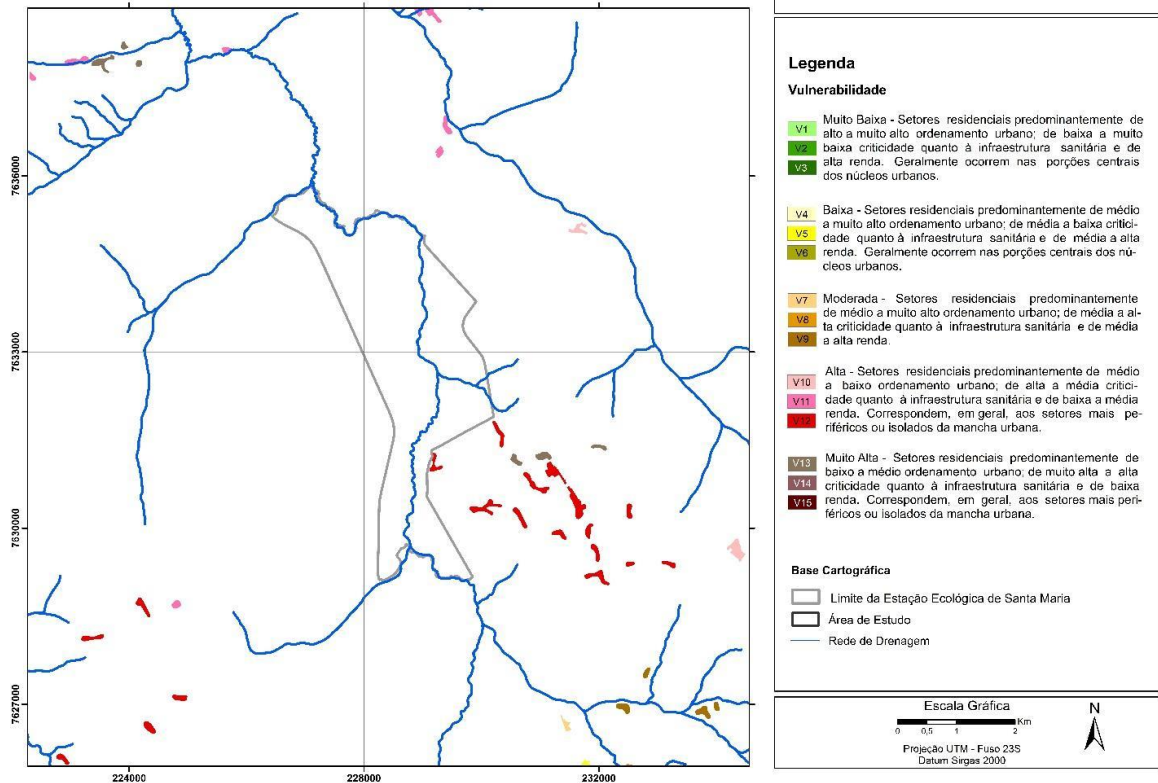 7636000
7633000
7630000
7627000
224000
228000
232000
Legenda
Vulnerabilidade
V1
V2
V3
Muito Baixa - Setores residenciais predominantemente de
alto a muito alto ordenamento urbano; de baixa a muito
baixa criticidade quanto à infraestrutura sanitária e de
alta renda. Geralmente ocorrem nas porções centrais
dos núcleos urbanos.
V4
V5
V6
Baixa - Setores residenciais predominantemente de médio
a muito alto ordenamento urbano; de média a baixa critici-
dade quanto à infraestrutura sanitária e de média a alta
renda. Geralmente ocorrem nas porções centrais dos nú-
cleos urbanos.
V7
V8
V9
Moderada - Setores residenciais predominantemente
de médio a muito alto ordenamento urbano; de média a al-
ta criticidade quanto à infraestrutura sanitária e de média
a alta renda.
V10
V11
V12
Alta - Setores residenciais predominantemente de médio
a baixo ordenamento urbano; de alta a média critici-
dade quanto à infraestrutura sanitária e de baixa a média
renda. Correspondem, em geral, aos setores mais pe-
riféricos ou isolados da mancha urbana.
V13
V14
V15
Muito Alta - Setores residenciais predominantemente de
baixo a médio ordenamento urbano; de muito alta a alta
criticidade quanto à infraestrutura sanitária e de baixa
renda. Correspondem, em geral, aos setores mais peri-
féricos ou isolados da mancha urbana.
Base Cartográfica
Limite da Estação Ecológica de Santa Maria
Área de Estudo
Rede de Drenagem
Escala Gráfica
0 0,5 1 2 Km
N
Projeção UTM - Fuso 23S
Datum Sirgas 2000